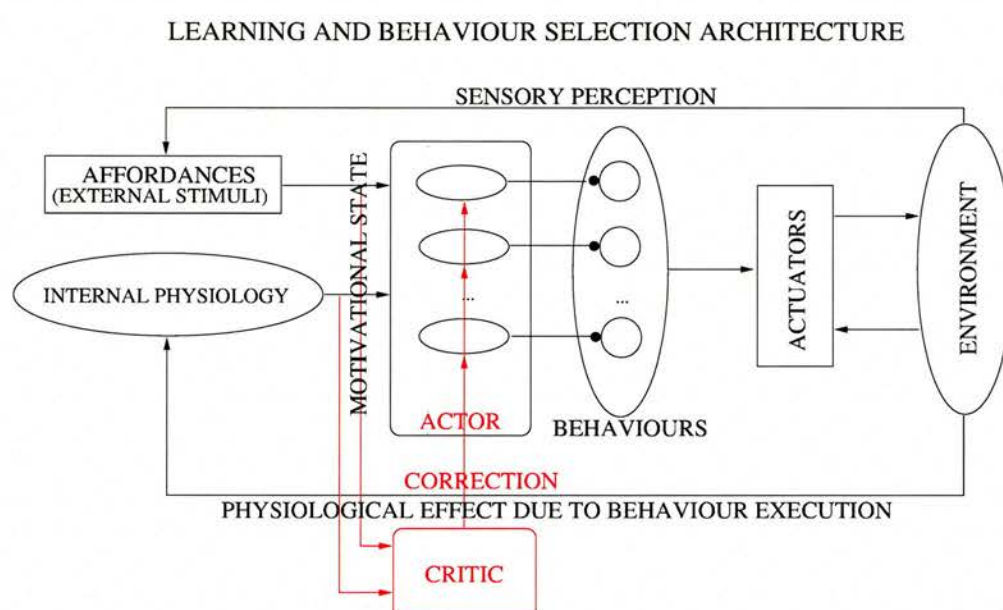 LEARNING AND BEHAVIOUR SELECTION ARCHITECTURE
SENSORY PERCEPTION
AFFORDANCES
(EXTERNAL STIMULI)
MOTIVATIONAL STATE
INTERNAL PHYSIOLOGY
...
...
ACTUATORS
ENVIRONMENT
ACTOR
BEHAVIOURS
CORRECTION
PHYSIOLOGICAL EFFECT DUE TO BEHAVIOUR EXECUTION
CRITIC